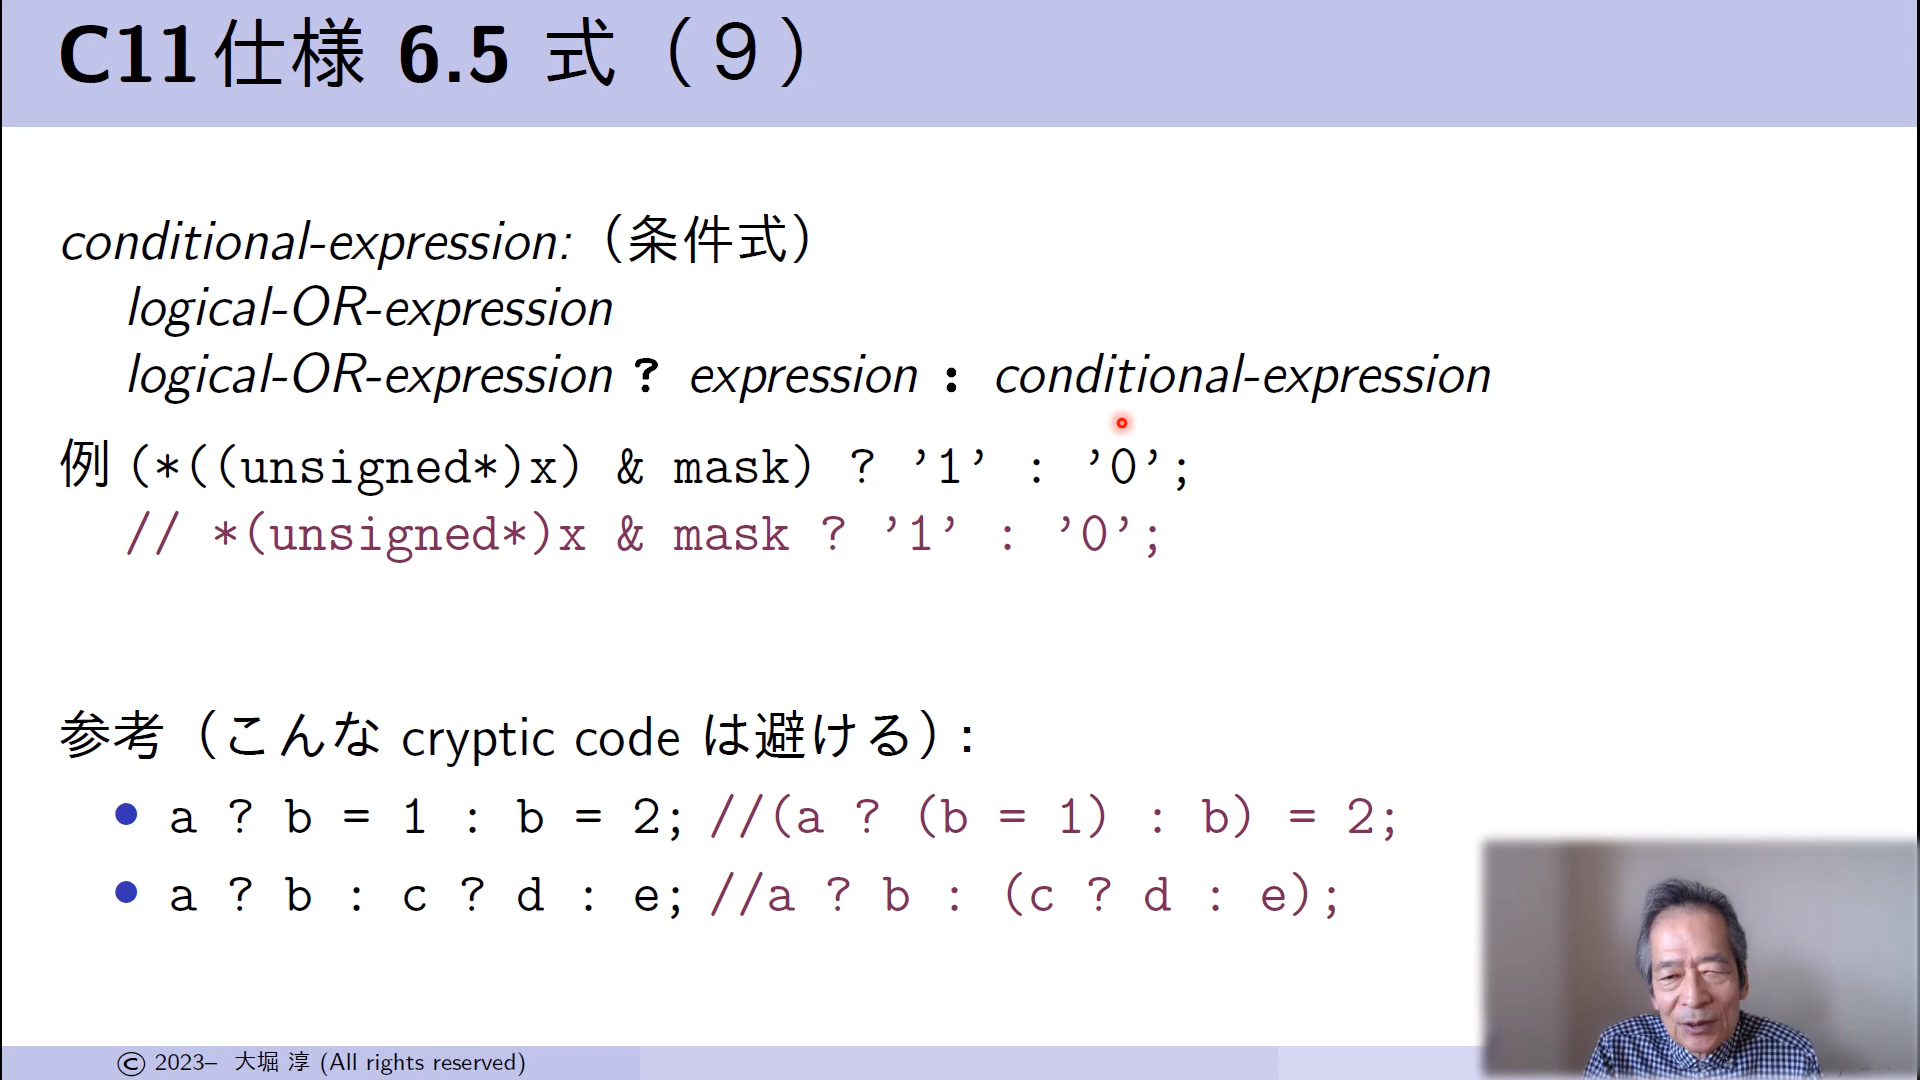 C11仕様 6.5 式（９）
conditional-expression:（条件式）
logical-OR-expression
logical-OR-expression ? expression : conditional-expression
例 (*((unsigned*)x) & mask) ? '1' : '0';
// *(unsigned*)x & mask ? '1' : '0';
参考（こんな cryptic code は避ける）:
• a ? b = 1 : b = 2; //(a ? (b = 1) : b) = 2;
• a ? b : c ? d : e; //a ? b : (c ? d : e);
© 2023– 大堀 淳 (All rights reserved)